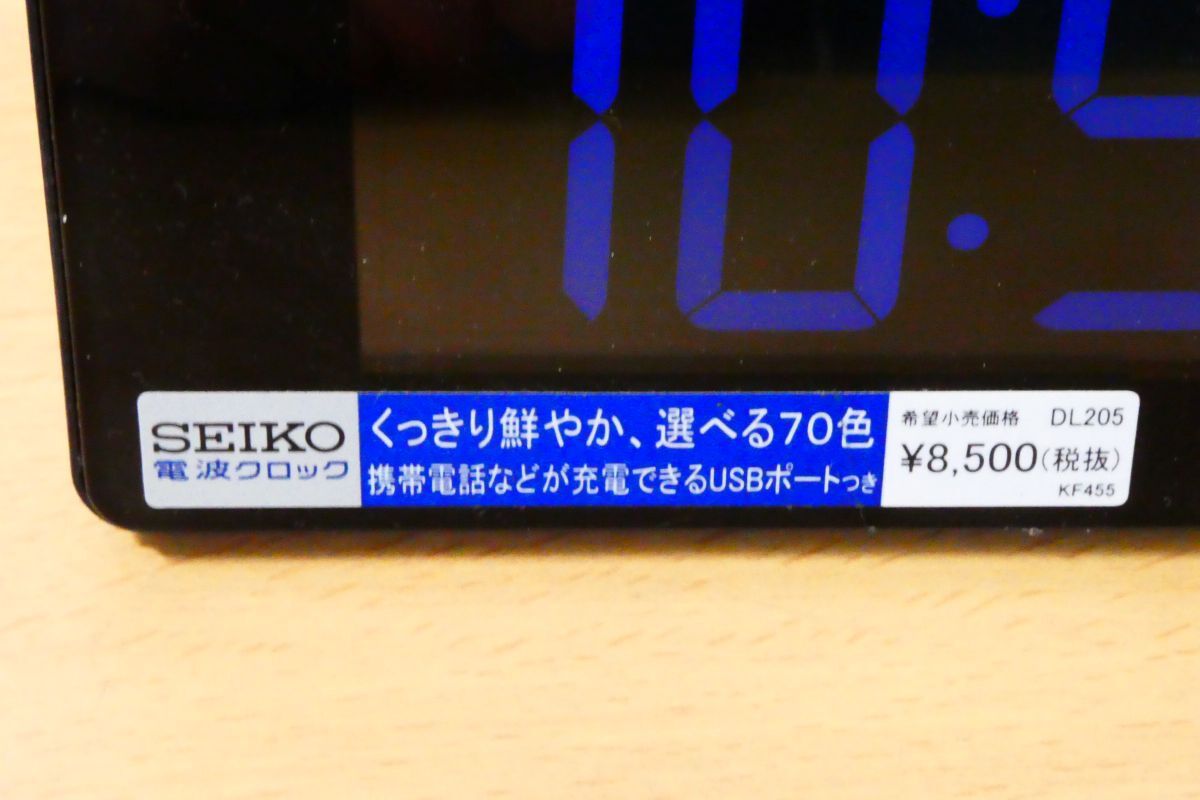 SEIKO
電波クロック
くっきり鮮やか、選べる70色
携帯電話などが充電できるUSBポートつき
希望小売価格 DL205
¥8,500(税抜)
KF455